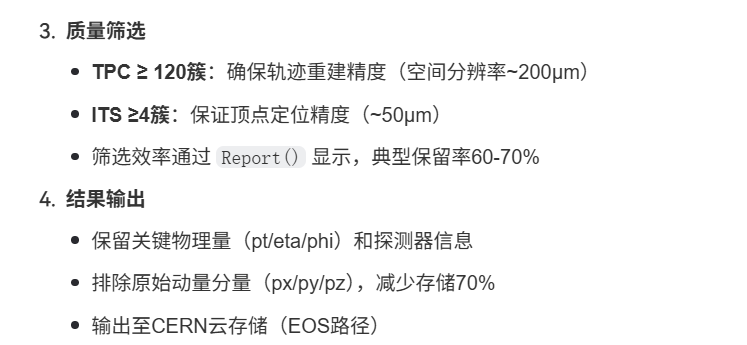 3. 质量筛选
• TPC ≥ 120簇：确保轨迹重建精度（空间分辨率~200μm）
• ITS ≥4簇：保证顶点定位精度（~50μm）
• 筛选效率通过 Report() 显示，典型保留率60-70%
4. 结果输出
• 保留关键物理量（pt/eta/phi）和探测器信息
• 排除原始动量分量（px/py/pz），减少存储70%
• 输出至CERN云存储（EOS路径）